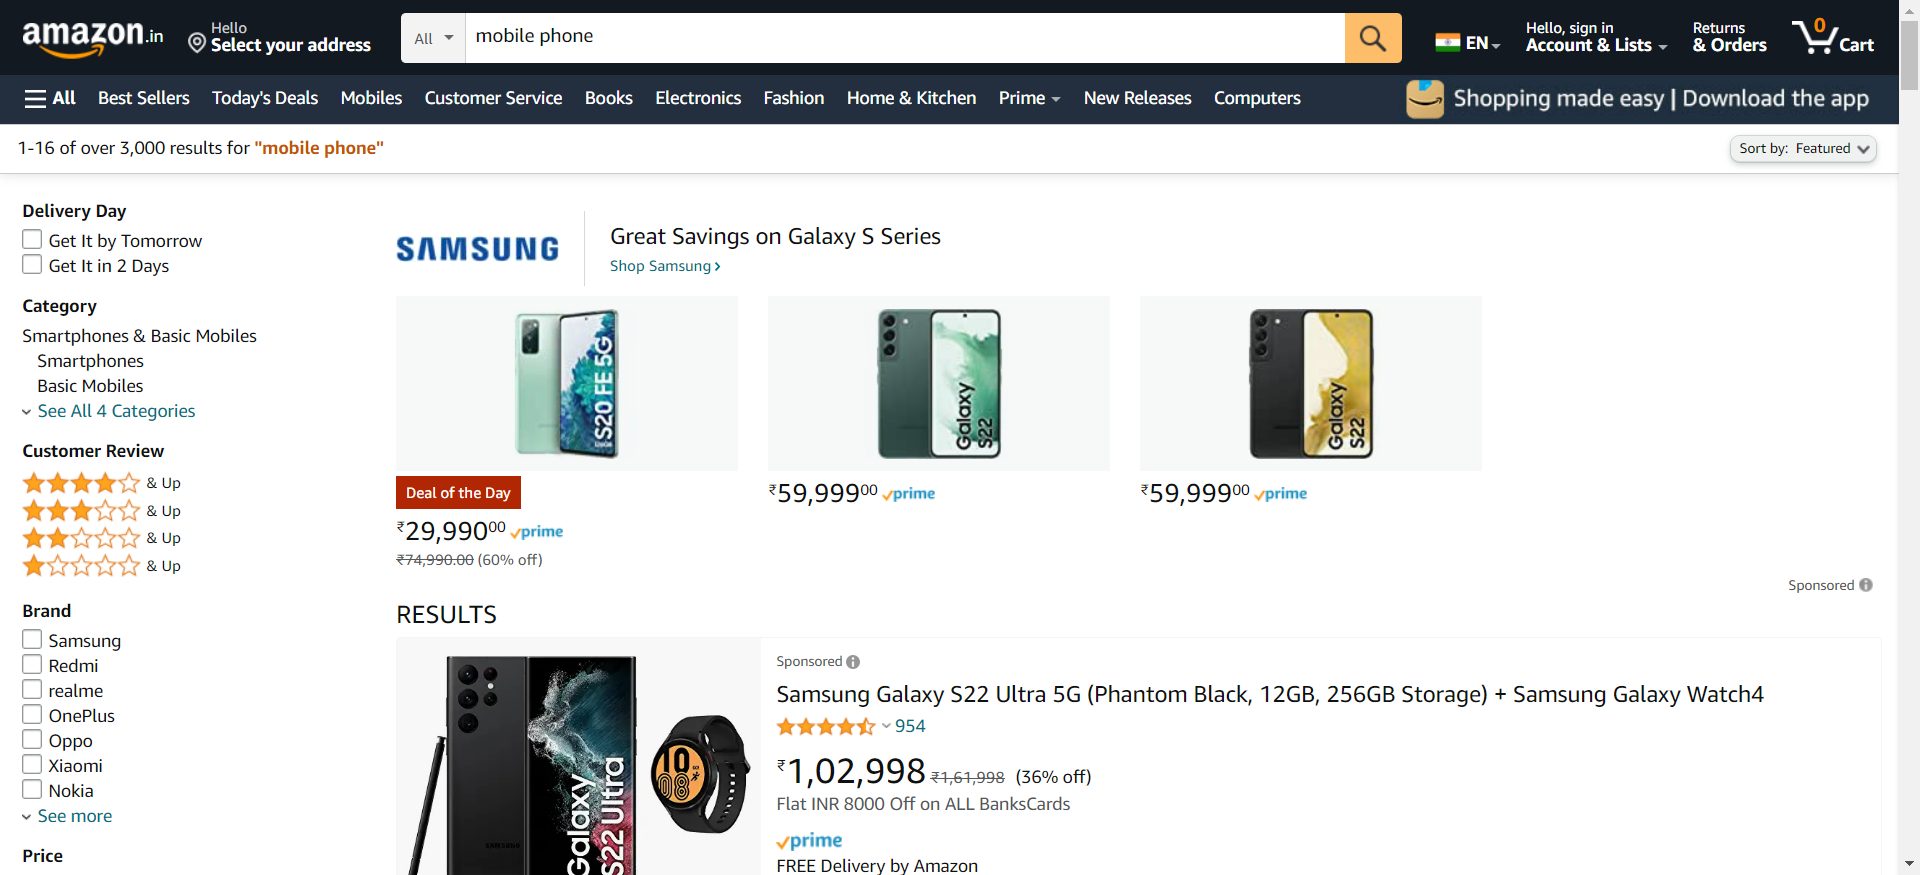 amazon.in
Hello
Select your address
All
mobile phone
EN
Hello, sign in
Account & Lists
Returns
& Orders
0
Cart
All
Best Sellers
Today's Deals
Mobiles
Customer Service
Books
Electronics
Fashion
Home & Kitchen
Prime
New Releases
Computers
Shopping made easy | Download the app
1-16 of over 3,000 results for "mobile phone"
Sort by: Featured
Delivery Day
Get It by Tomorrow
Get It in 2 Days
Category
Smartphones & Basic Mobiles
Smartphones
Basic Mobiles
See All 4 Categories
Customer Review
& Up
& Up
& Up
& Up
Brand
Samsung
Redmi
realme
OnePlus
Oppo
Xiaomi
Nokia
See more
Price
SAMSUNG
Great Savings on Galaxy S Series
Shop Samsung ›
S20 FE 5G
Deal of the Day
₹29,990.00 prime
₹74,990.00 (60% off)
Galaxy
S22
₹59,999.00 prime
Galaxy
S22
₹59,999.00 prime
Sponsored
RESULTS
Galaxy
S22 Ultra
SAMSUNG
10
08
Sponsored
Samsung Galaxy S22 Ultra 5G (Phantom Black, 12GB, 256GB Storage) + Samsung Galaxy Watch4
954
₹1,02,998 ₹1,61,998 (36% off)
Flat INR 8000 Off on ALL BanksCards
prime
FREE Delivery by Amazon